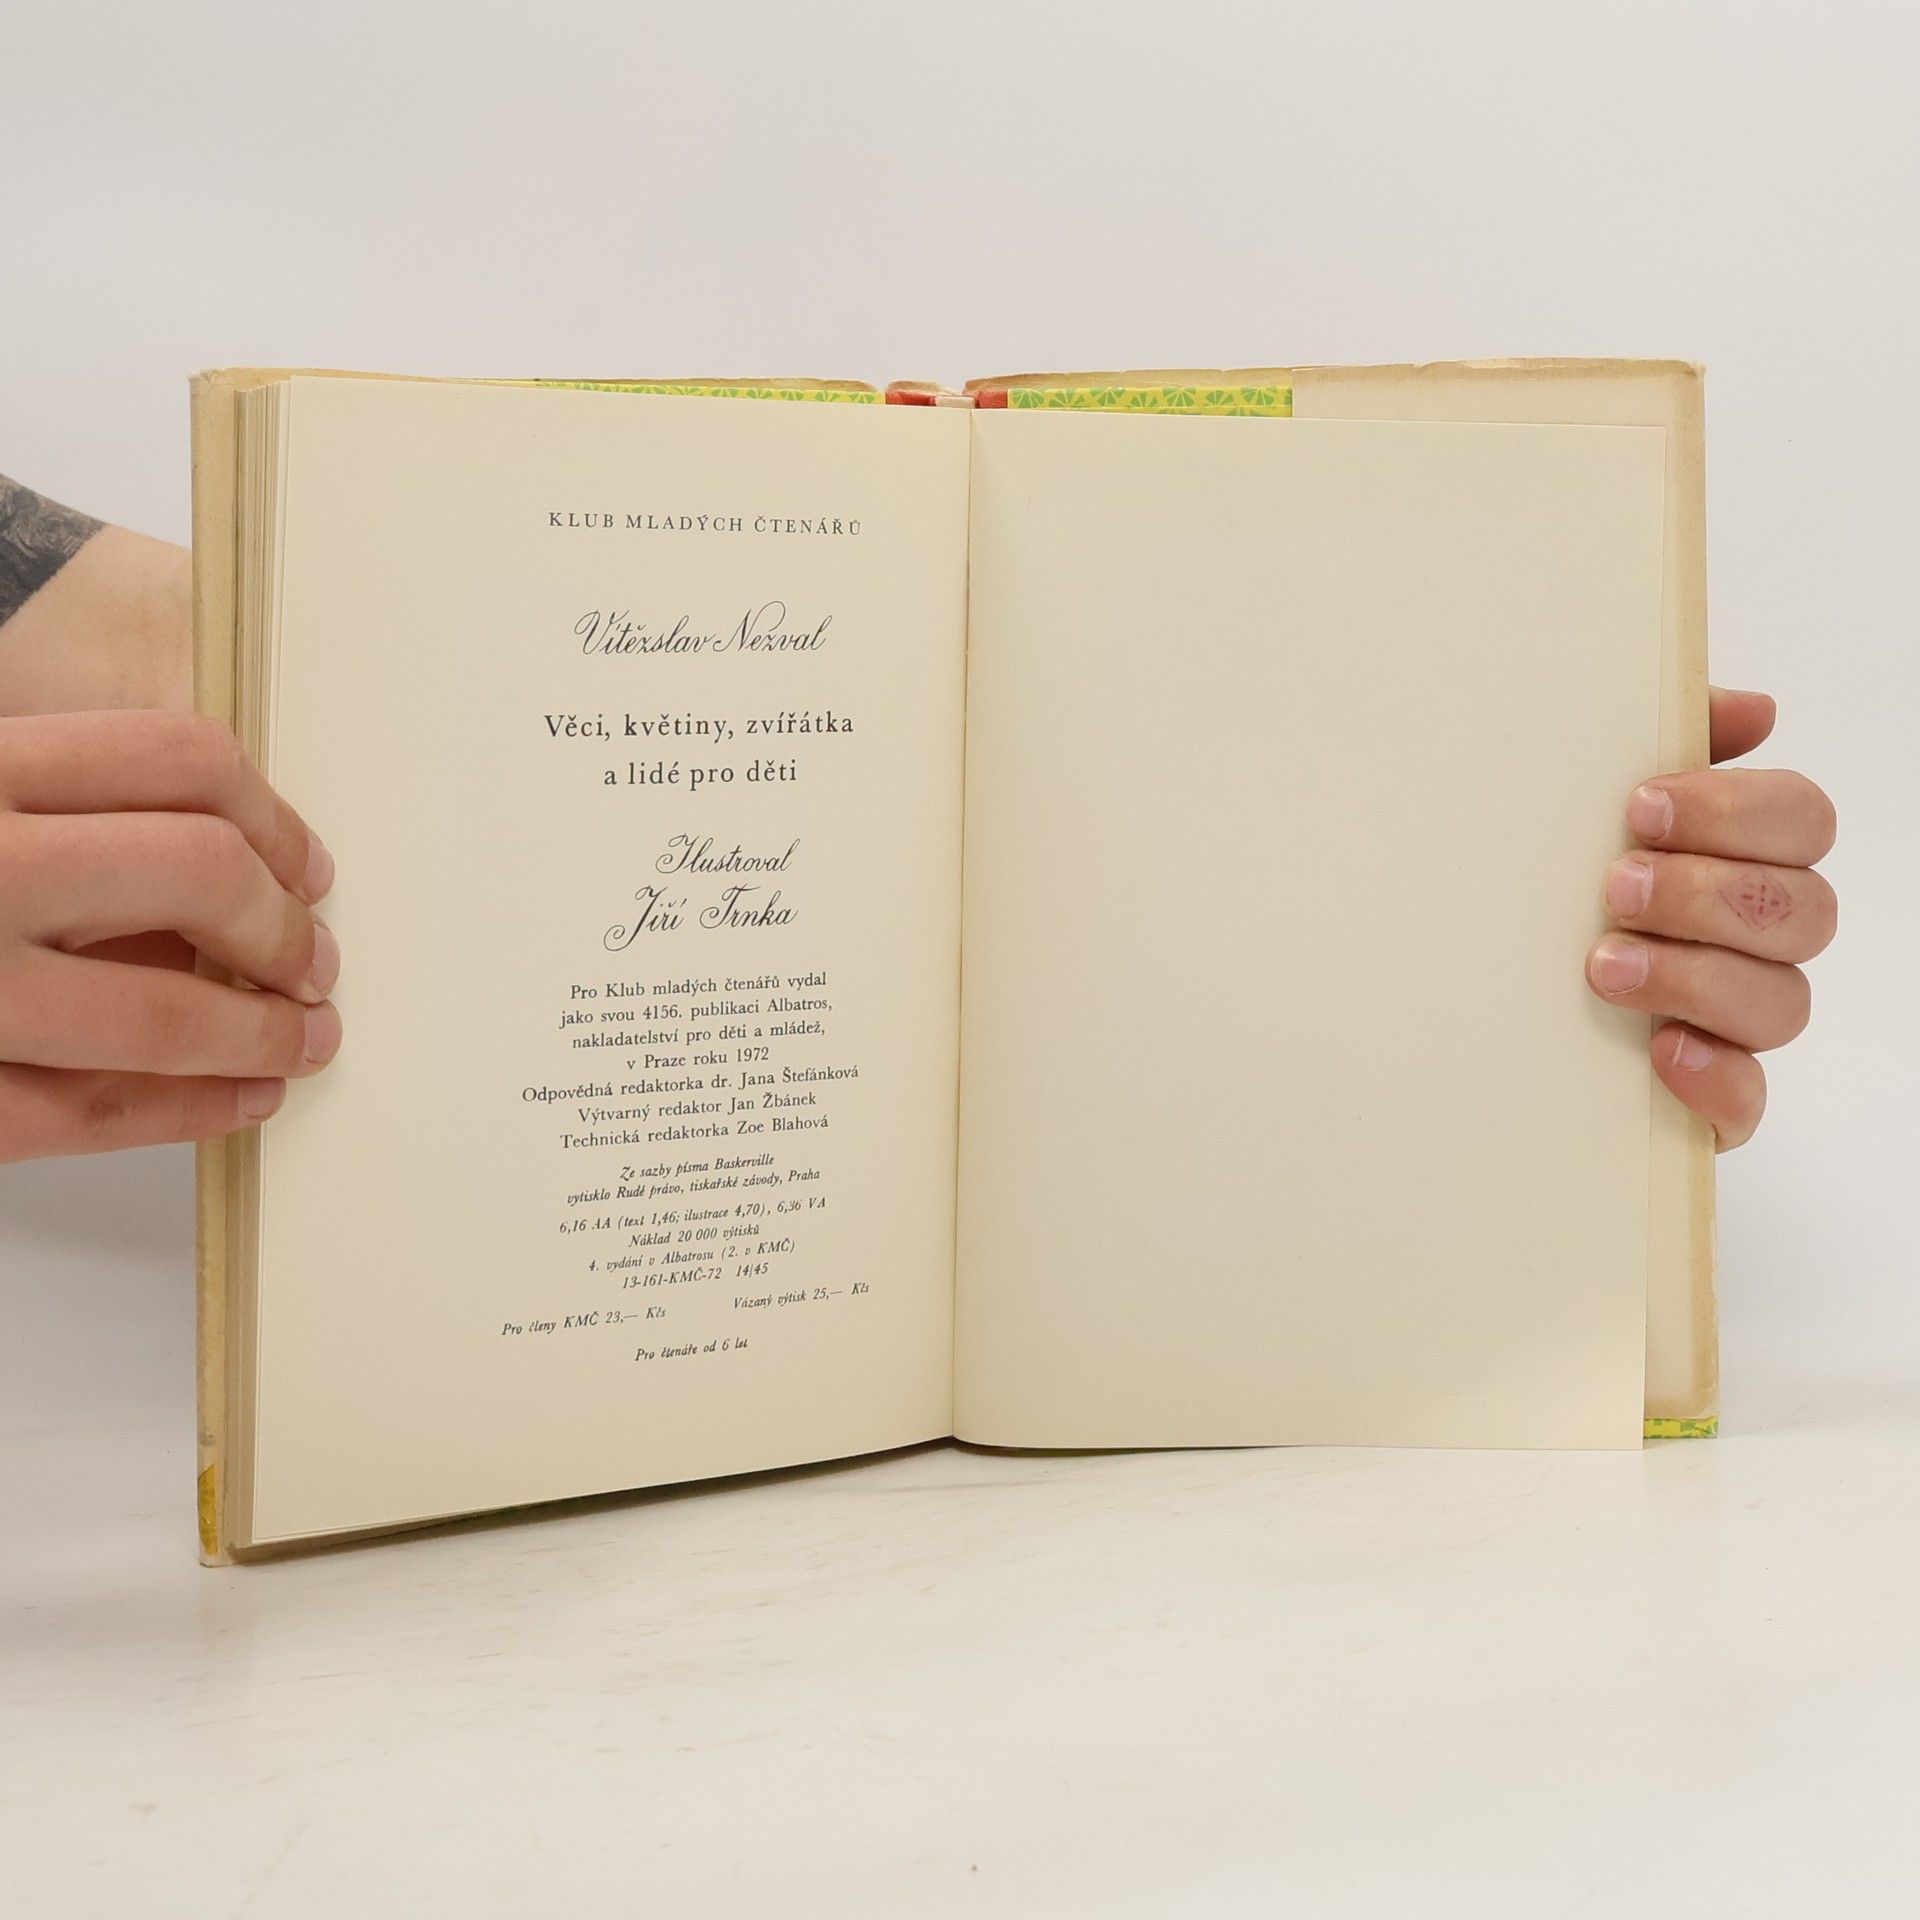 KLUB MLADÝCH ČTENÁŘŮ
Vítězslav Nezval
Věci, květiny, zvířátka
a lidé pro děti
Ilustroval
Jiří Trnka
Pro Klub mladých čtenářů vydal
jako svou 4156. publikaci Albatros,
nakladatelství pro děti a mládež,
v Praze roku 1972
Odpovědná redaktorka dr. Jana Štefánková
Výtvarný redaktor Jan Žbánek
Technická redaktorka Zoe Blahová
Ze sazby písma Baskerville
vytisklo Rudé právo, tiskařské závody, Praha
6,16 AA (text 1,46; ilustrace 4,70), 6,36 VA
Náklad 20 000 výtisků
4. vydání v Albatrosu (2. v KMČ)
13-161-KMČ-72 14/45
Pro členy KMČ 23,— Kčs Vázaný výtisk 25,— Kčs
Pro čtenáře od 6 let